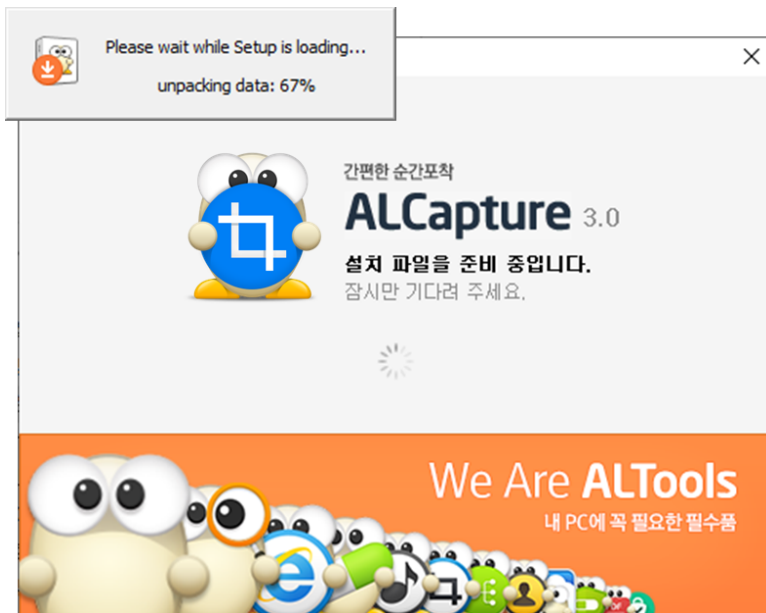 Please wait while Setup is loading...
unpacking data: 67%
간편한 순간포착
ALCapture 3.0
설치 파일을 준비 중입니다.
잠시만 기다려 주세요.
We Are ALTools
내 PC에 꼭 필요한 필수품